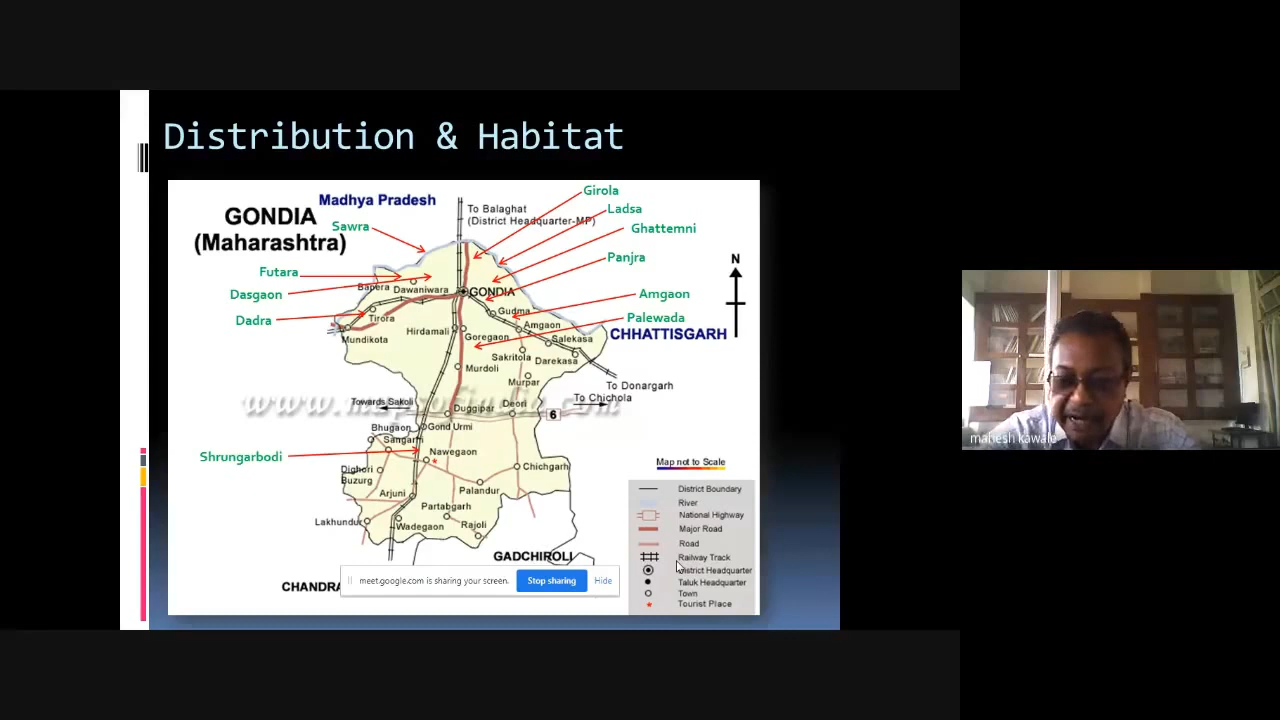 Distribution & Habitat
Madhya Pradesh
GONDIA
(Maharashtra)
To Balaghat
(District Headquarter-MP)
Girola
Ladsa
Ghattemni
Panjra
Amgaon
Palewada
Sawra
Futara
Dasgaon
Dadra
Shrungarbodi
N
Bapera
Dawaniwara
GONDIA
Tirora
Mundikota
Hirdamali
Gudma
Amgaon
Goregaon
Salekasa
CHHATTISGARH
Sakritola
Darekasa
Murdoli
Murpar
To Donargarh
To Chichola
Towards Sakoli
Duggipar
Deori
6
Bhugaon
Gond Urmi
Sangarhi
Nawegaon
Dighori
Buzurg
Chichgarh
Arjuni
Palandur
Partabgarh
Lakhundur
Wadegaon
Rajoli
GADCHIROLI
CHANDRA
Map not to Scale
District Boundary
River
National Highway
Major Road
Road
Railway Track
District Headquarter
Taluk Headquarter
Town
Tourist Place
meet.google.com is sharing your screen.
Stop sharing
Hide
mahesh kawale